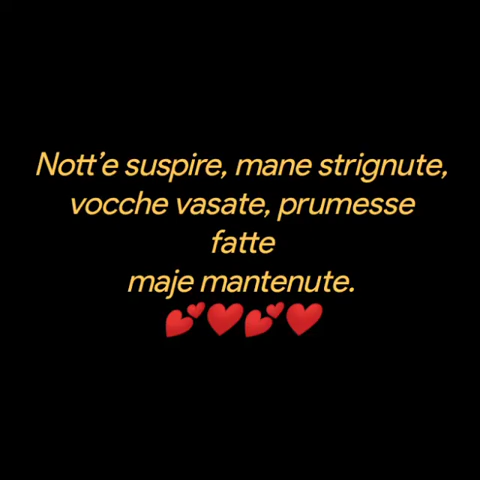 Nott’e suspire, mane strignute,
vocche vasate, prumesse
fatte
maje mantenute.
💕❤️💕❤️